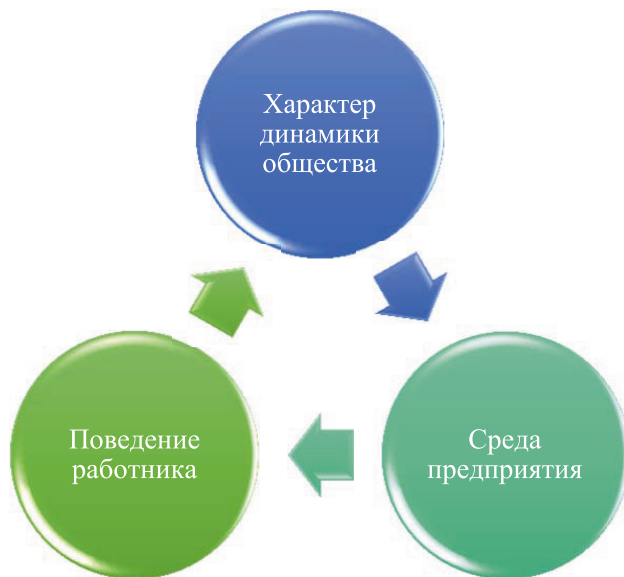 Характер
динамики
общества
Поведение
работника
Среда
предприятия